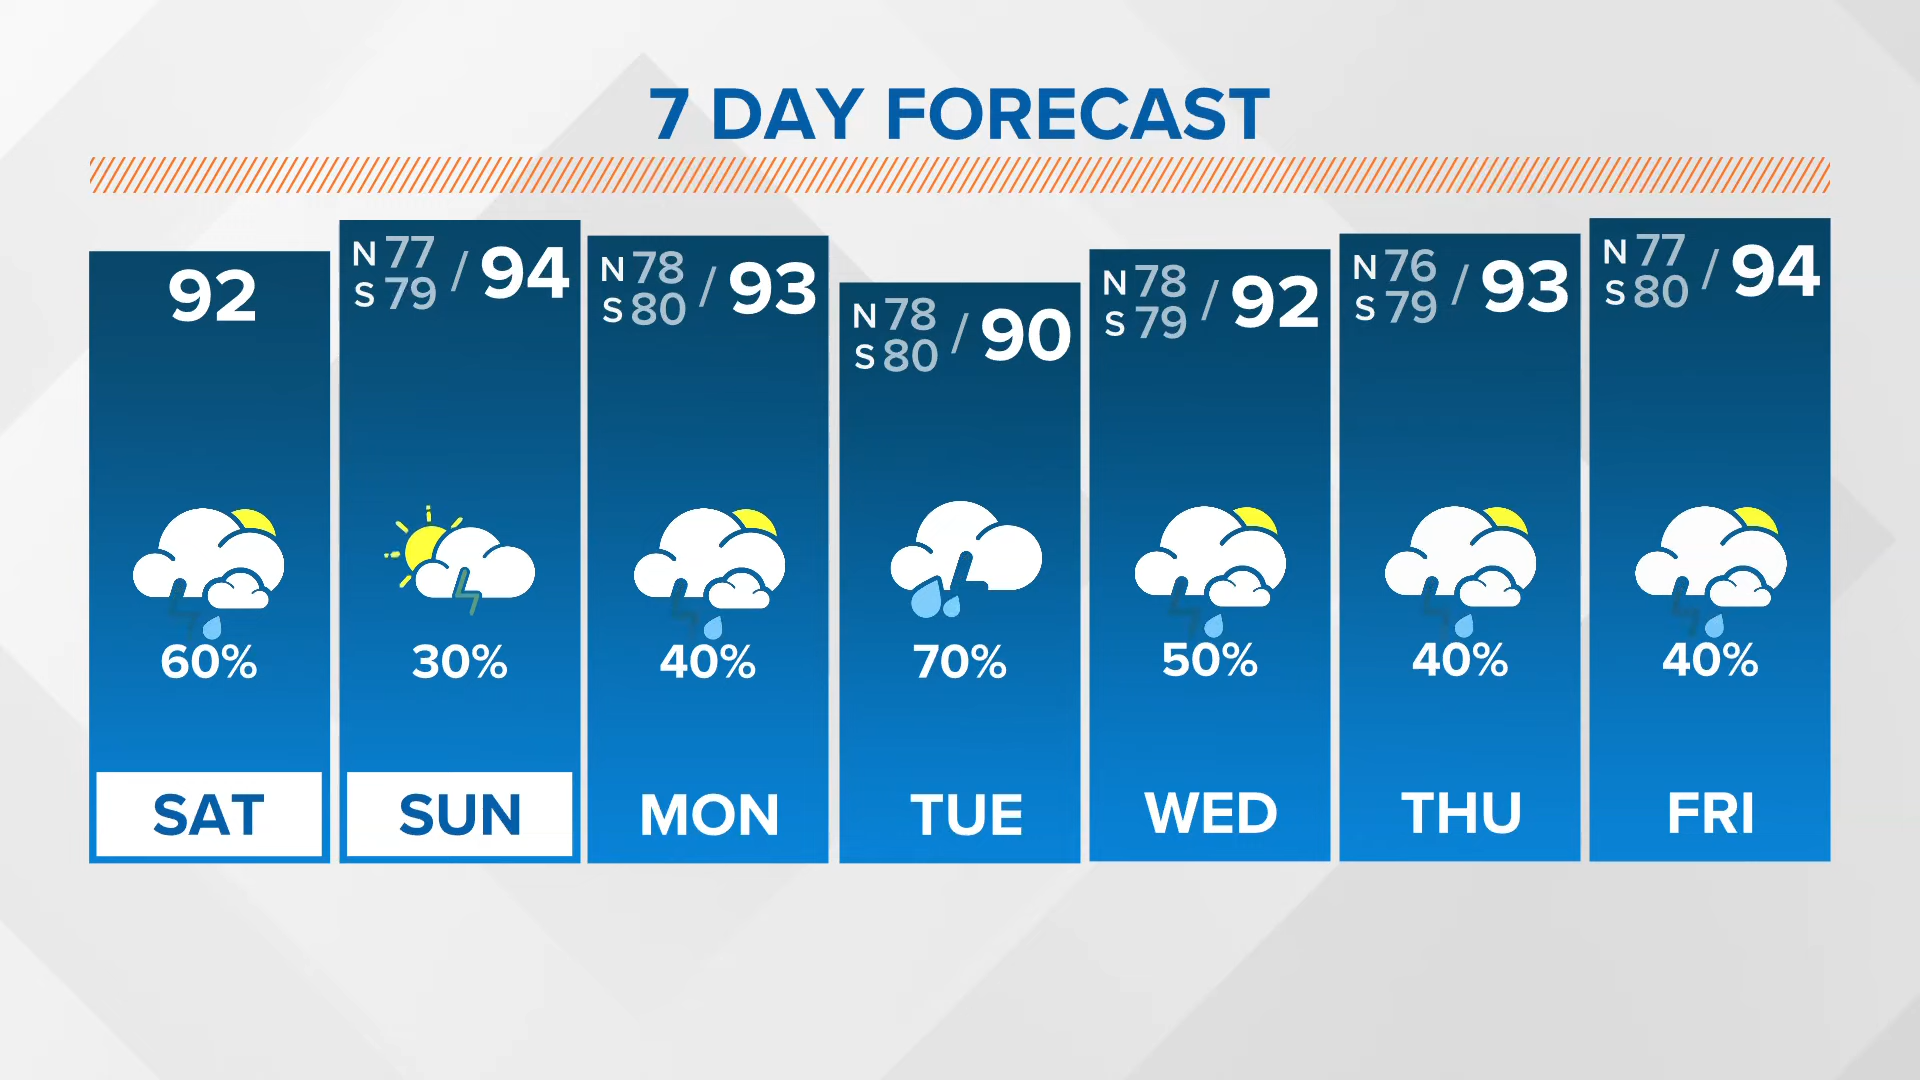 7 DAY FORECAST
92
60%
SAT
N 77
S 79
/ 94
30%
SUN
N 78
S 80
/ 93
40%
MON
N 78
S 80
/ 90
70%
TUE
N 78
S 79
/ 92
50%
WED
N 76
S 79
/ 93
40%
THU
N 77
S 80
/ 94
40%
FRI